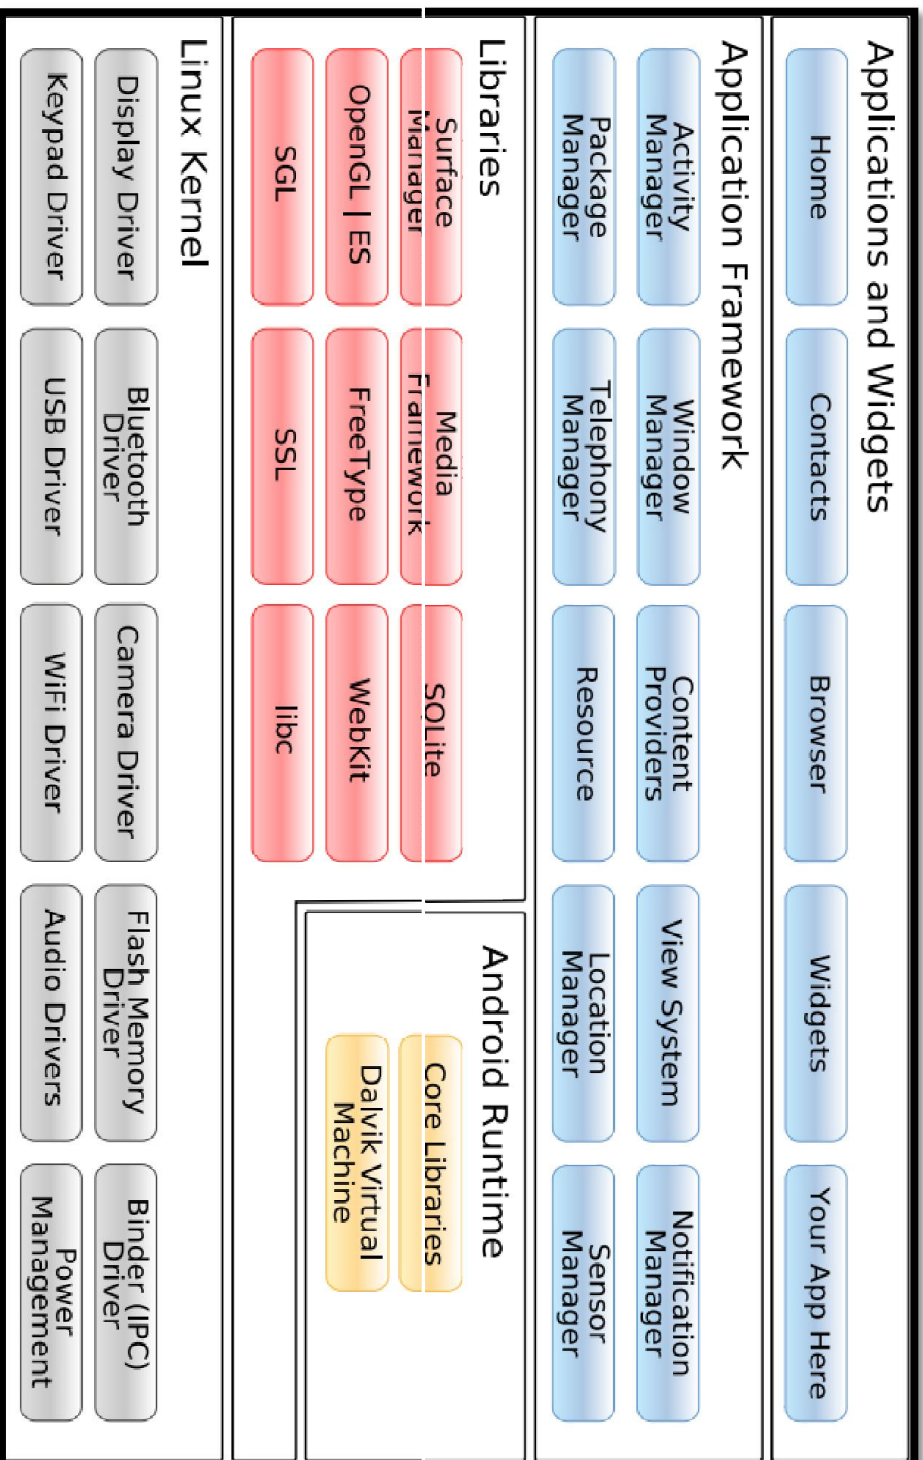 Applications and Widgets
Home
Contacts
Browser
Widgets
Your App Here
Application Framework
Activity
Manager
Window
Manager
Content
Providers
View System
Notification
Manager
Package
Manager
Telephony
Manager
Resource
Location
Manager
Sensor
Manager
Libraries
Surface
Manager
Media
Framework
SQLite
OpenGL | ES
FreeType
WebKit
SGL
SSL
libc
Android Runtime
Core Libraries
Dalvik Virtual
Machine
Linux Kernel
Display Driver
Bluetooth
Driver
Camera Driver
Flash Memory
Driver
Binder (IPC)
Driver
Keypad Driver
USB Driver
WiFi Driver
Audio Drivers
Power
Management